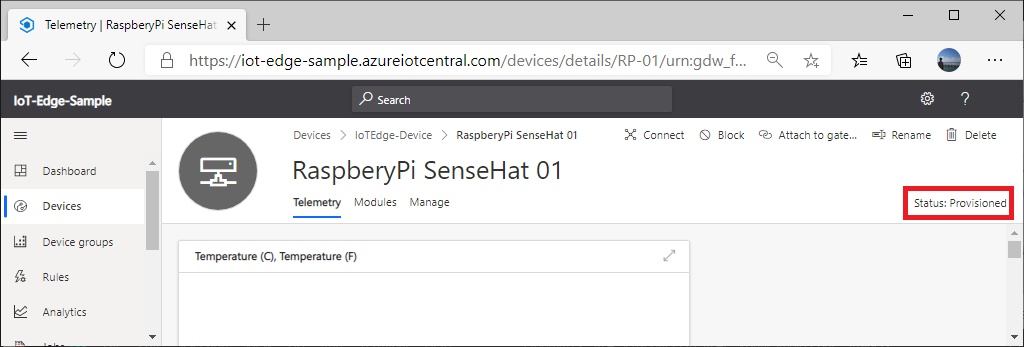 Telemetry | RaspberyPi SenseHat
https://iot-edge-sample.azureiotcentral.com/devices/details/RP-01/urn:gdw_f...
IoT-Edge-Sample
Search
?
Devices > IoTEdge-Device > RaspberyPi SenseHat 01
Connect
Block
Attach to gate...
Rename
Delete
RaspberyPi SenseHat 01
Telemetry
Modules
Manage
Status: Provisioned
Dashboard
Devices
Device groups
Rules
Analytics
Temperature (C), Temperature (F)